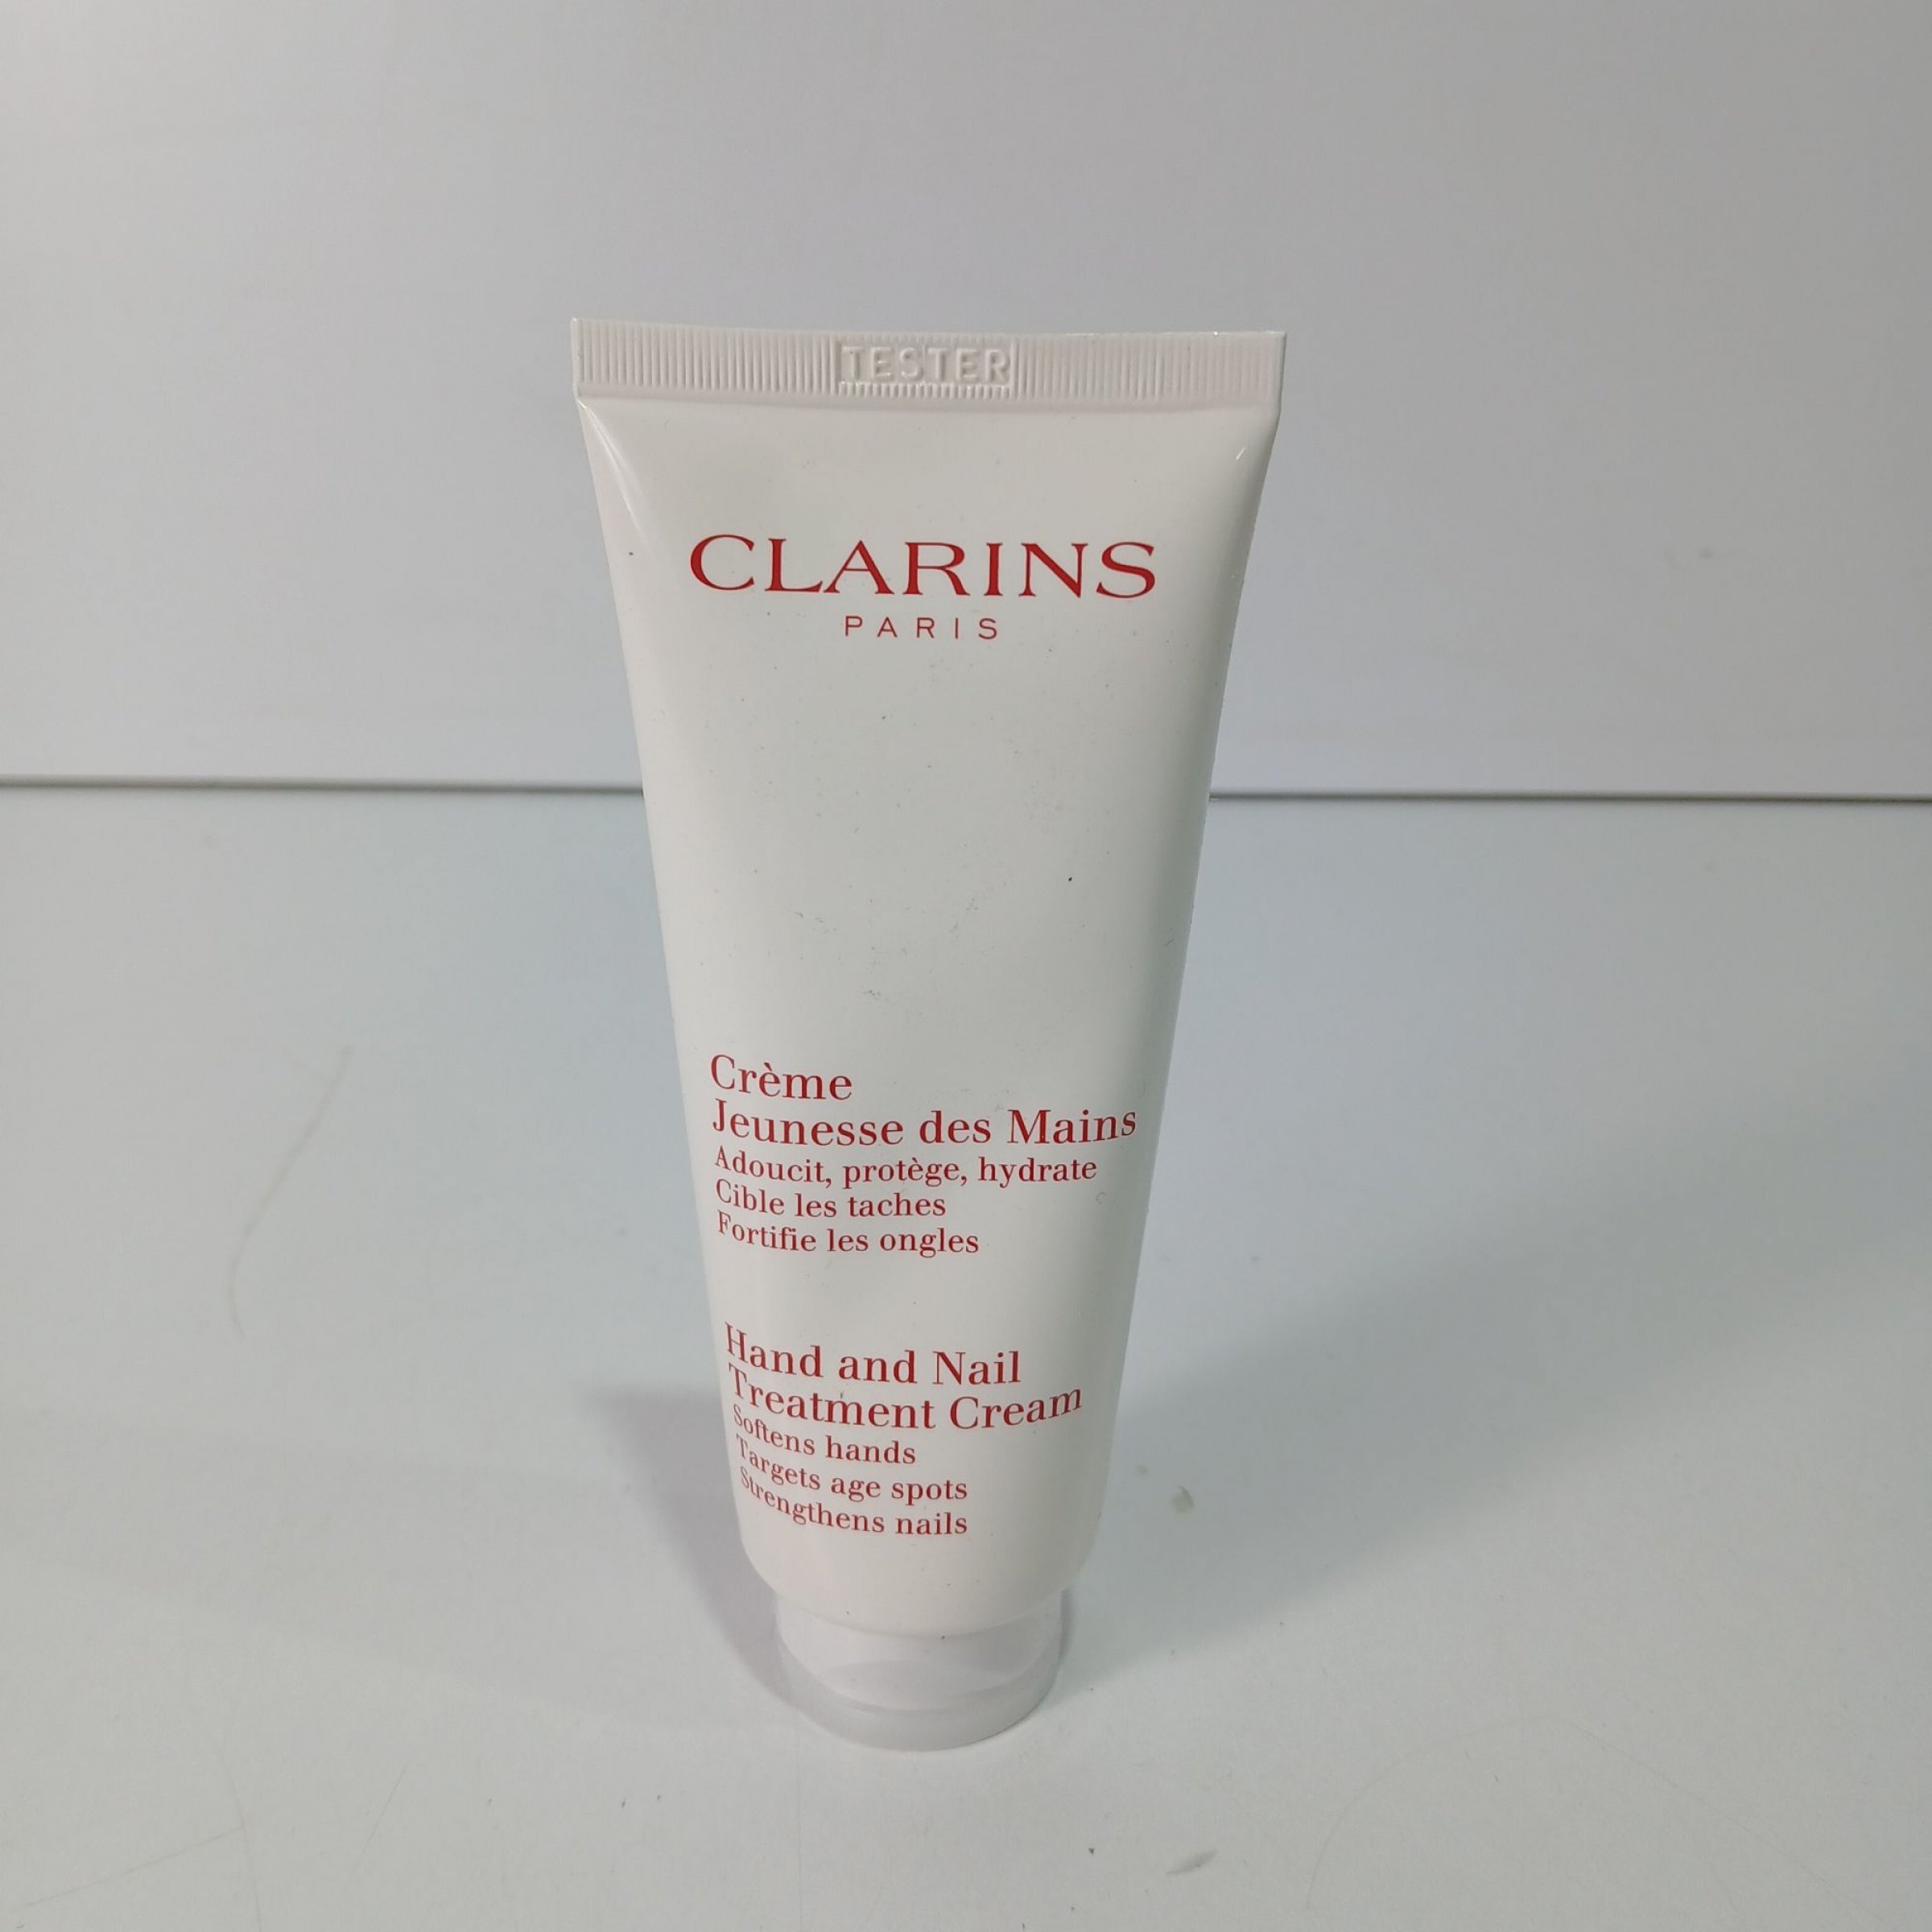 TESTER
CLARINS
PARIS
Crème
Jeunesse des Mains
Adoucit, protège, hydrate
Cible les taches
Fortifie les ongles
Hand and Nail
Treatment Cream
Softens hands
Targets age spots
Strengthens nails